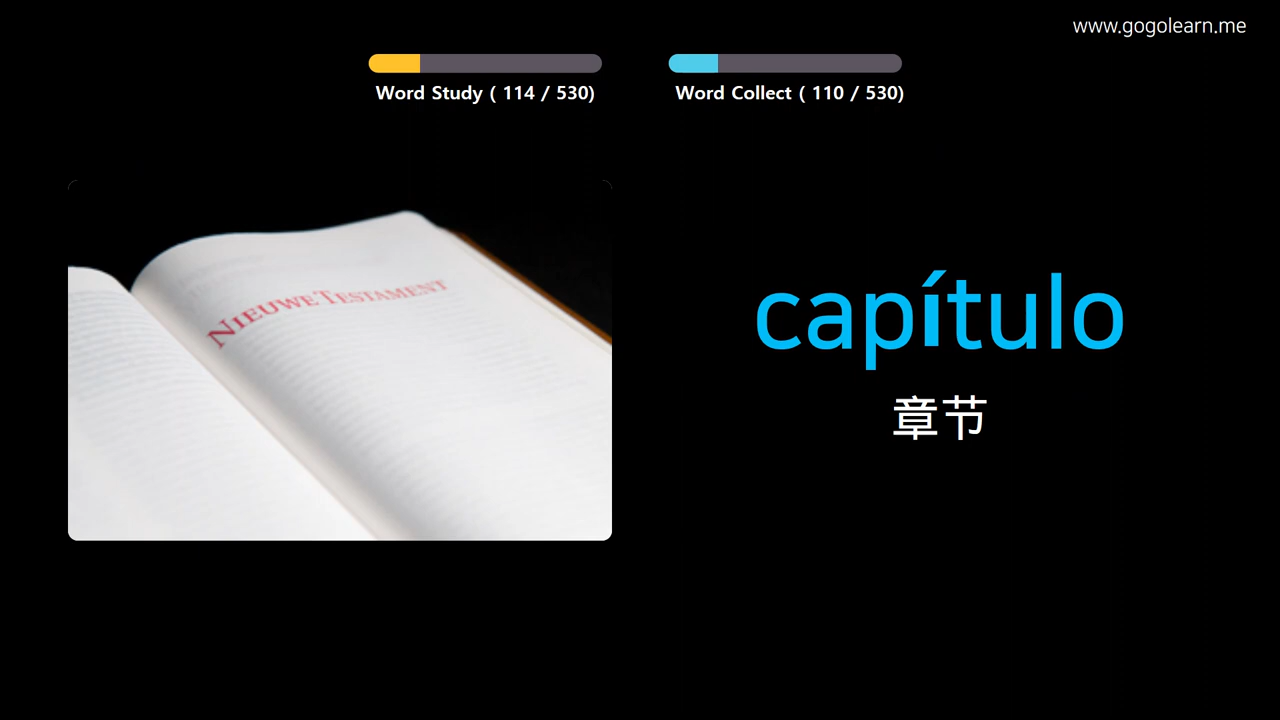 www.gogolearn.me
Word Study ( 114 / 530)
Word Collect ( 110 / 530)
NIEUWE TESTAMENT
capítulo
章节